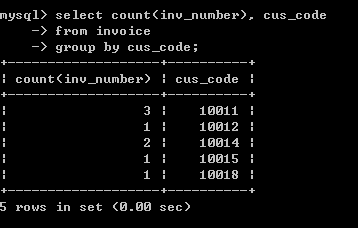 mysql> select count(inv_number), cus_code
    -> from invoice
    -> group by cus_code;
+-------------------+----------+
| count(inv_number) | cus_code |
+-------------------+----------+
|                 3 |    10011 |
|                 1 |    10012 |
|                 2 |    10014 |
|                 1 |    10015 |
|                 1 |    10018 |
+-------------------+----------+
5 rows in set (0.00 sec)